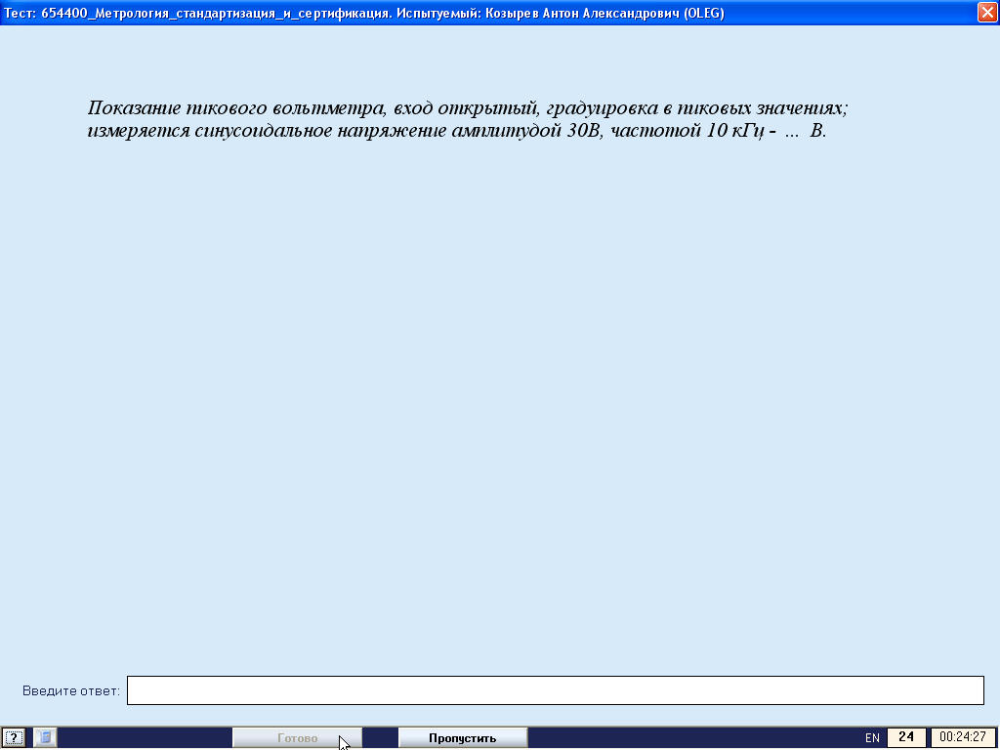 Тест: 654400_Метрология_стандартизация_и_сертификация. Испытуемый: Козырев Антон Александрович (OLEG)
Показание пикового вольтметра, вход открытый, градуировка в пиковых значениях;
измеряется синусоидальное напряжение амплитудой 30В, частотой 10 кГц - ... В.
Введите ответ:
? Готово Пропустить EN 24 00:24:27